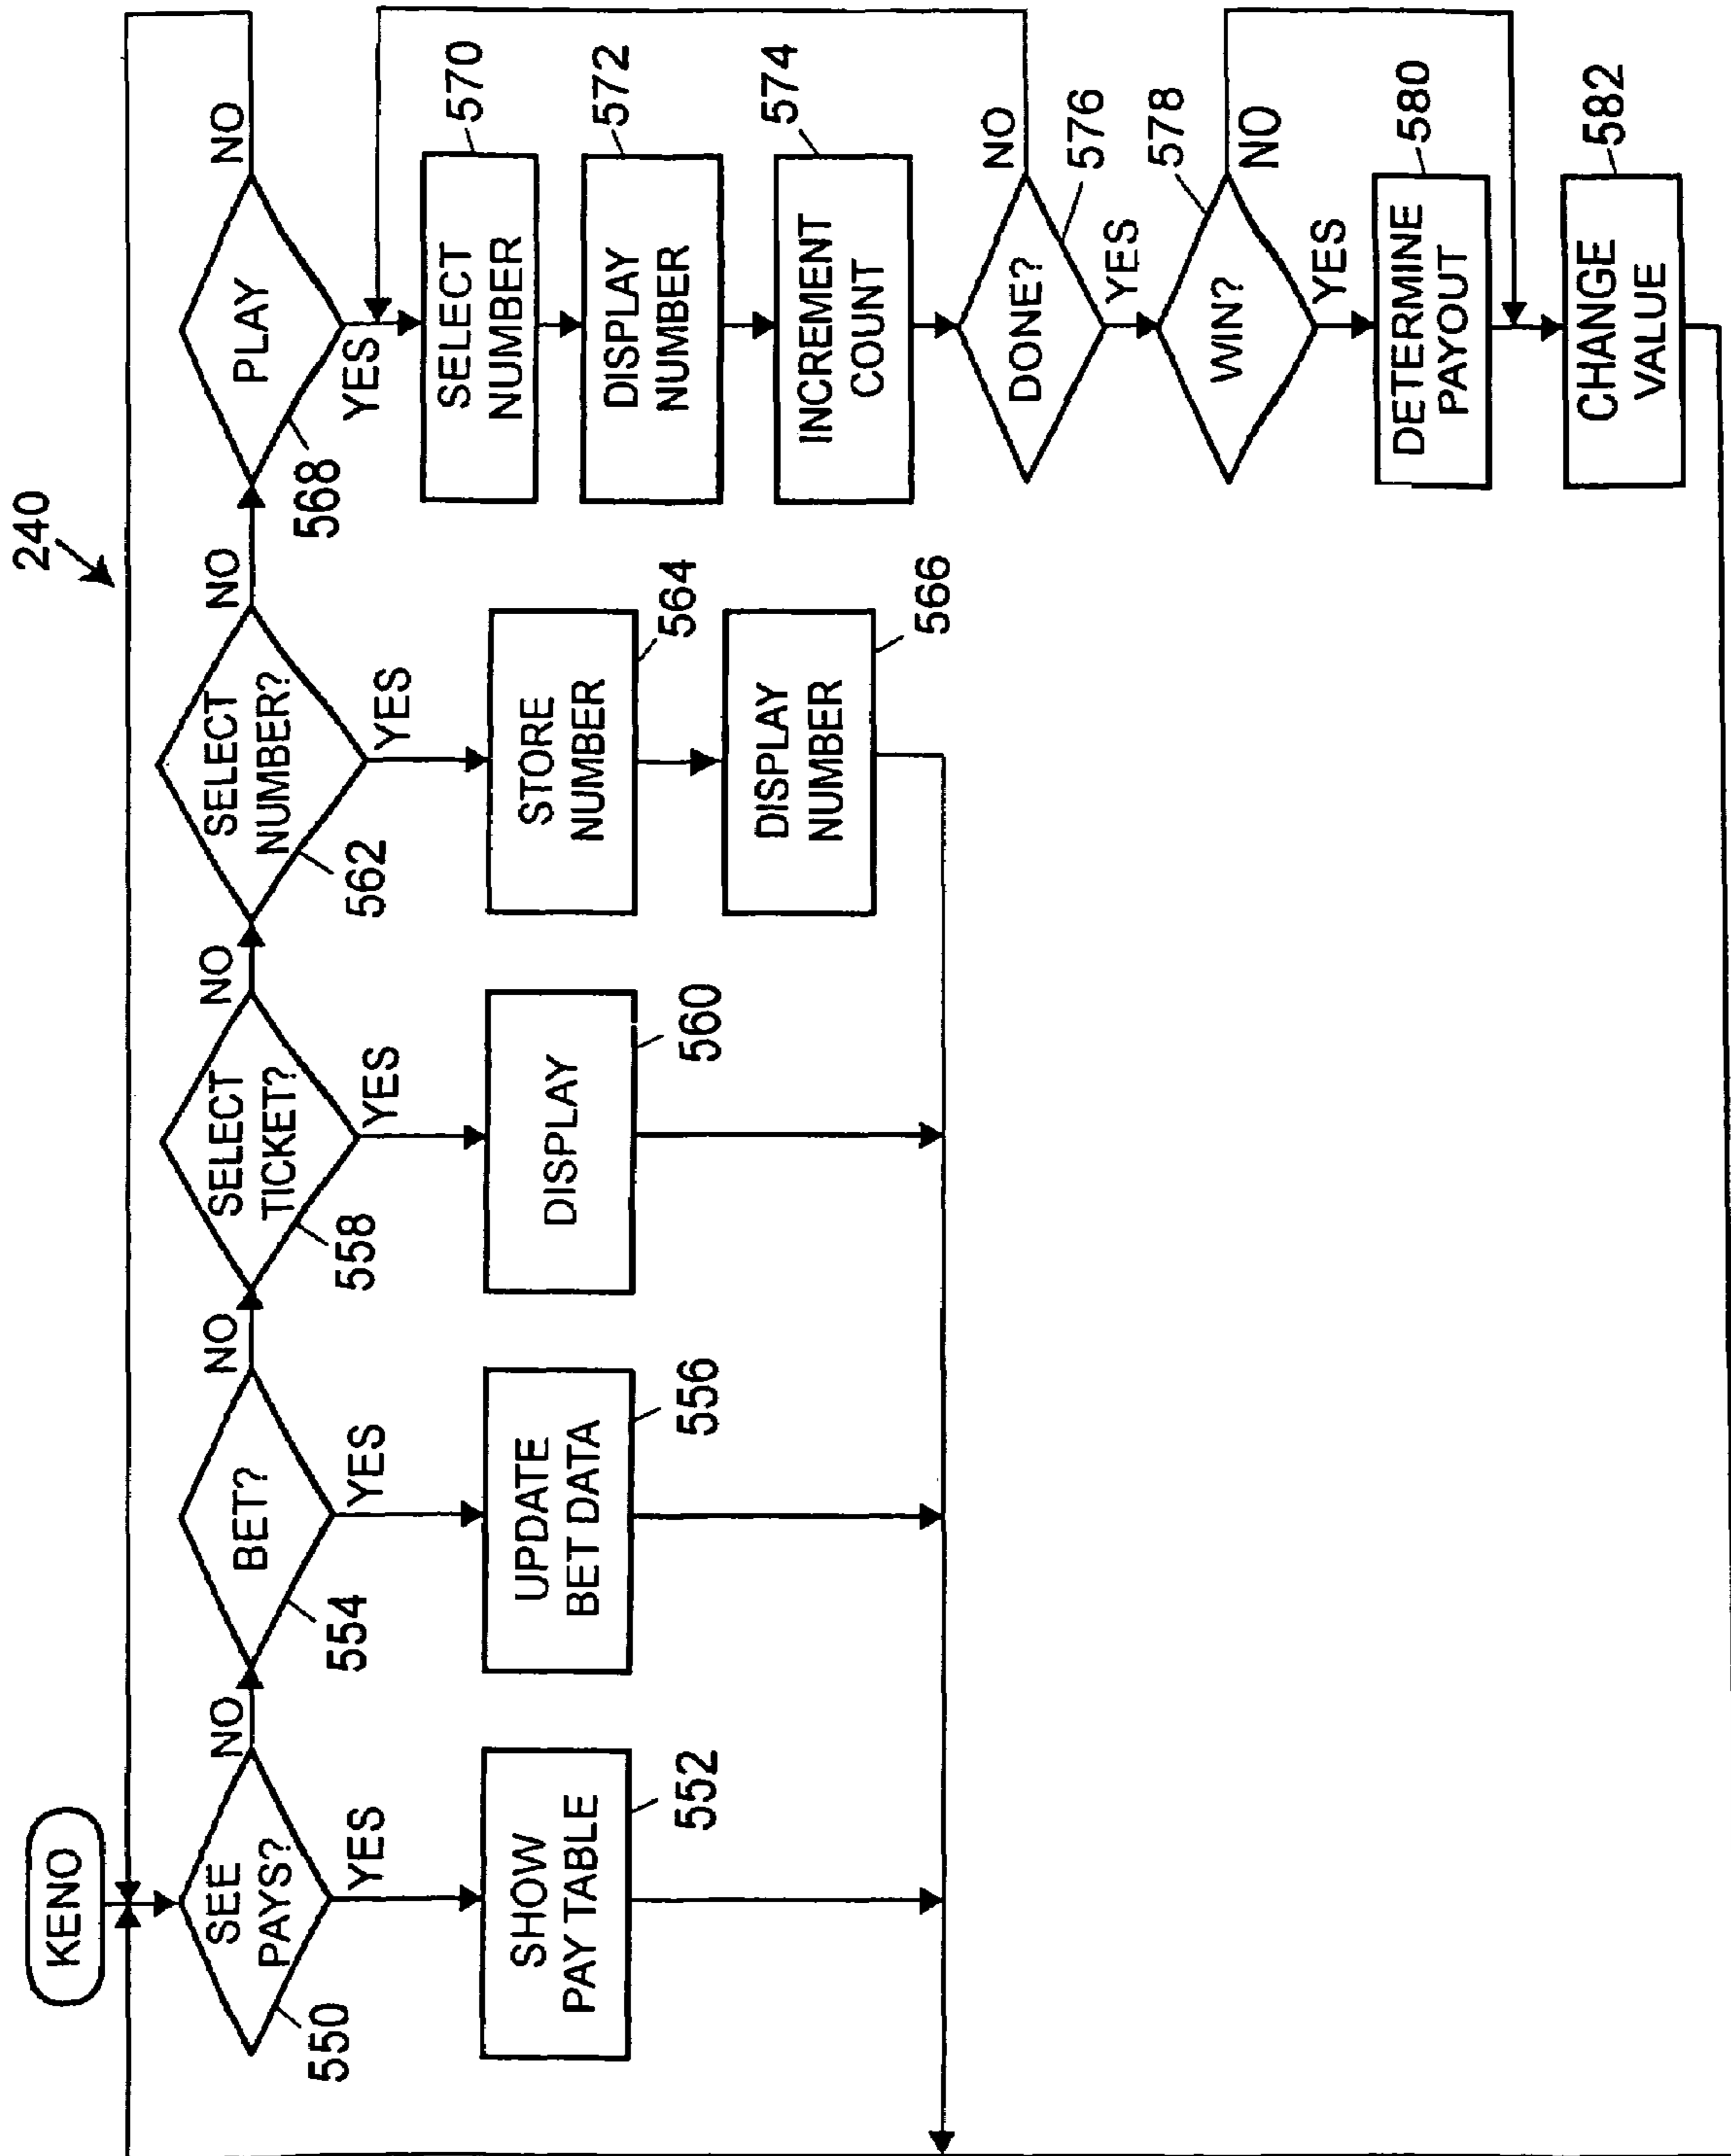 240
KENO
SEE
PAYS?
550
NO
YES
SHOW
PAY TABLE
552
BET?
554
NO
YES
UPDATE
BET DATA
556
SELECT
TICKET?
558
NO
YES
DISPLAY
560
SELECT
NUMBER?
562
NO
YES
STORE
NUMBER
564
DISPLAY
NUMBER
566
PLAY
568
NO
YES
SELECT
NUMBER
570
DISPLAY
NUMBER
572
INCREMENT
COUNT
574
DONE?
NO
576
YES
WIN?
578
NO
YES
DETERMINE
PAYOUT
580
CHANGE
VALUE
582